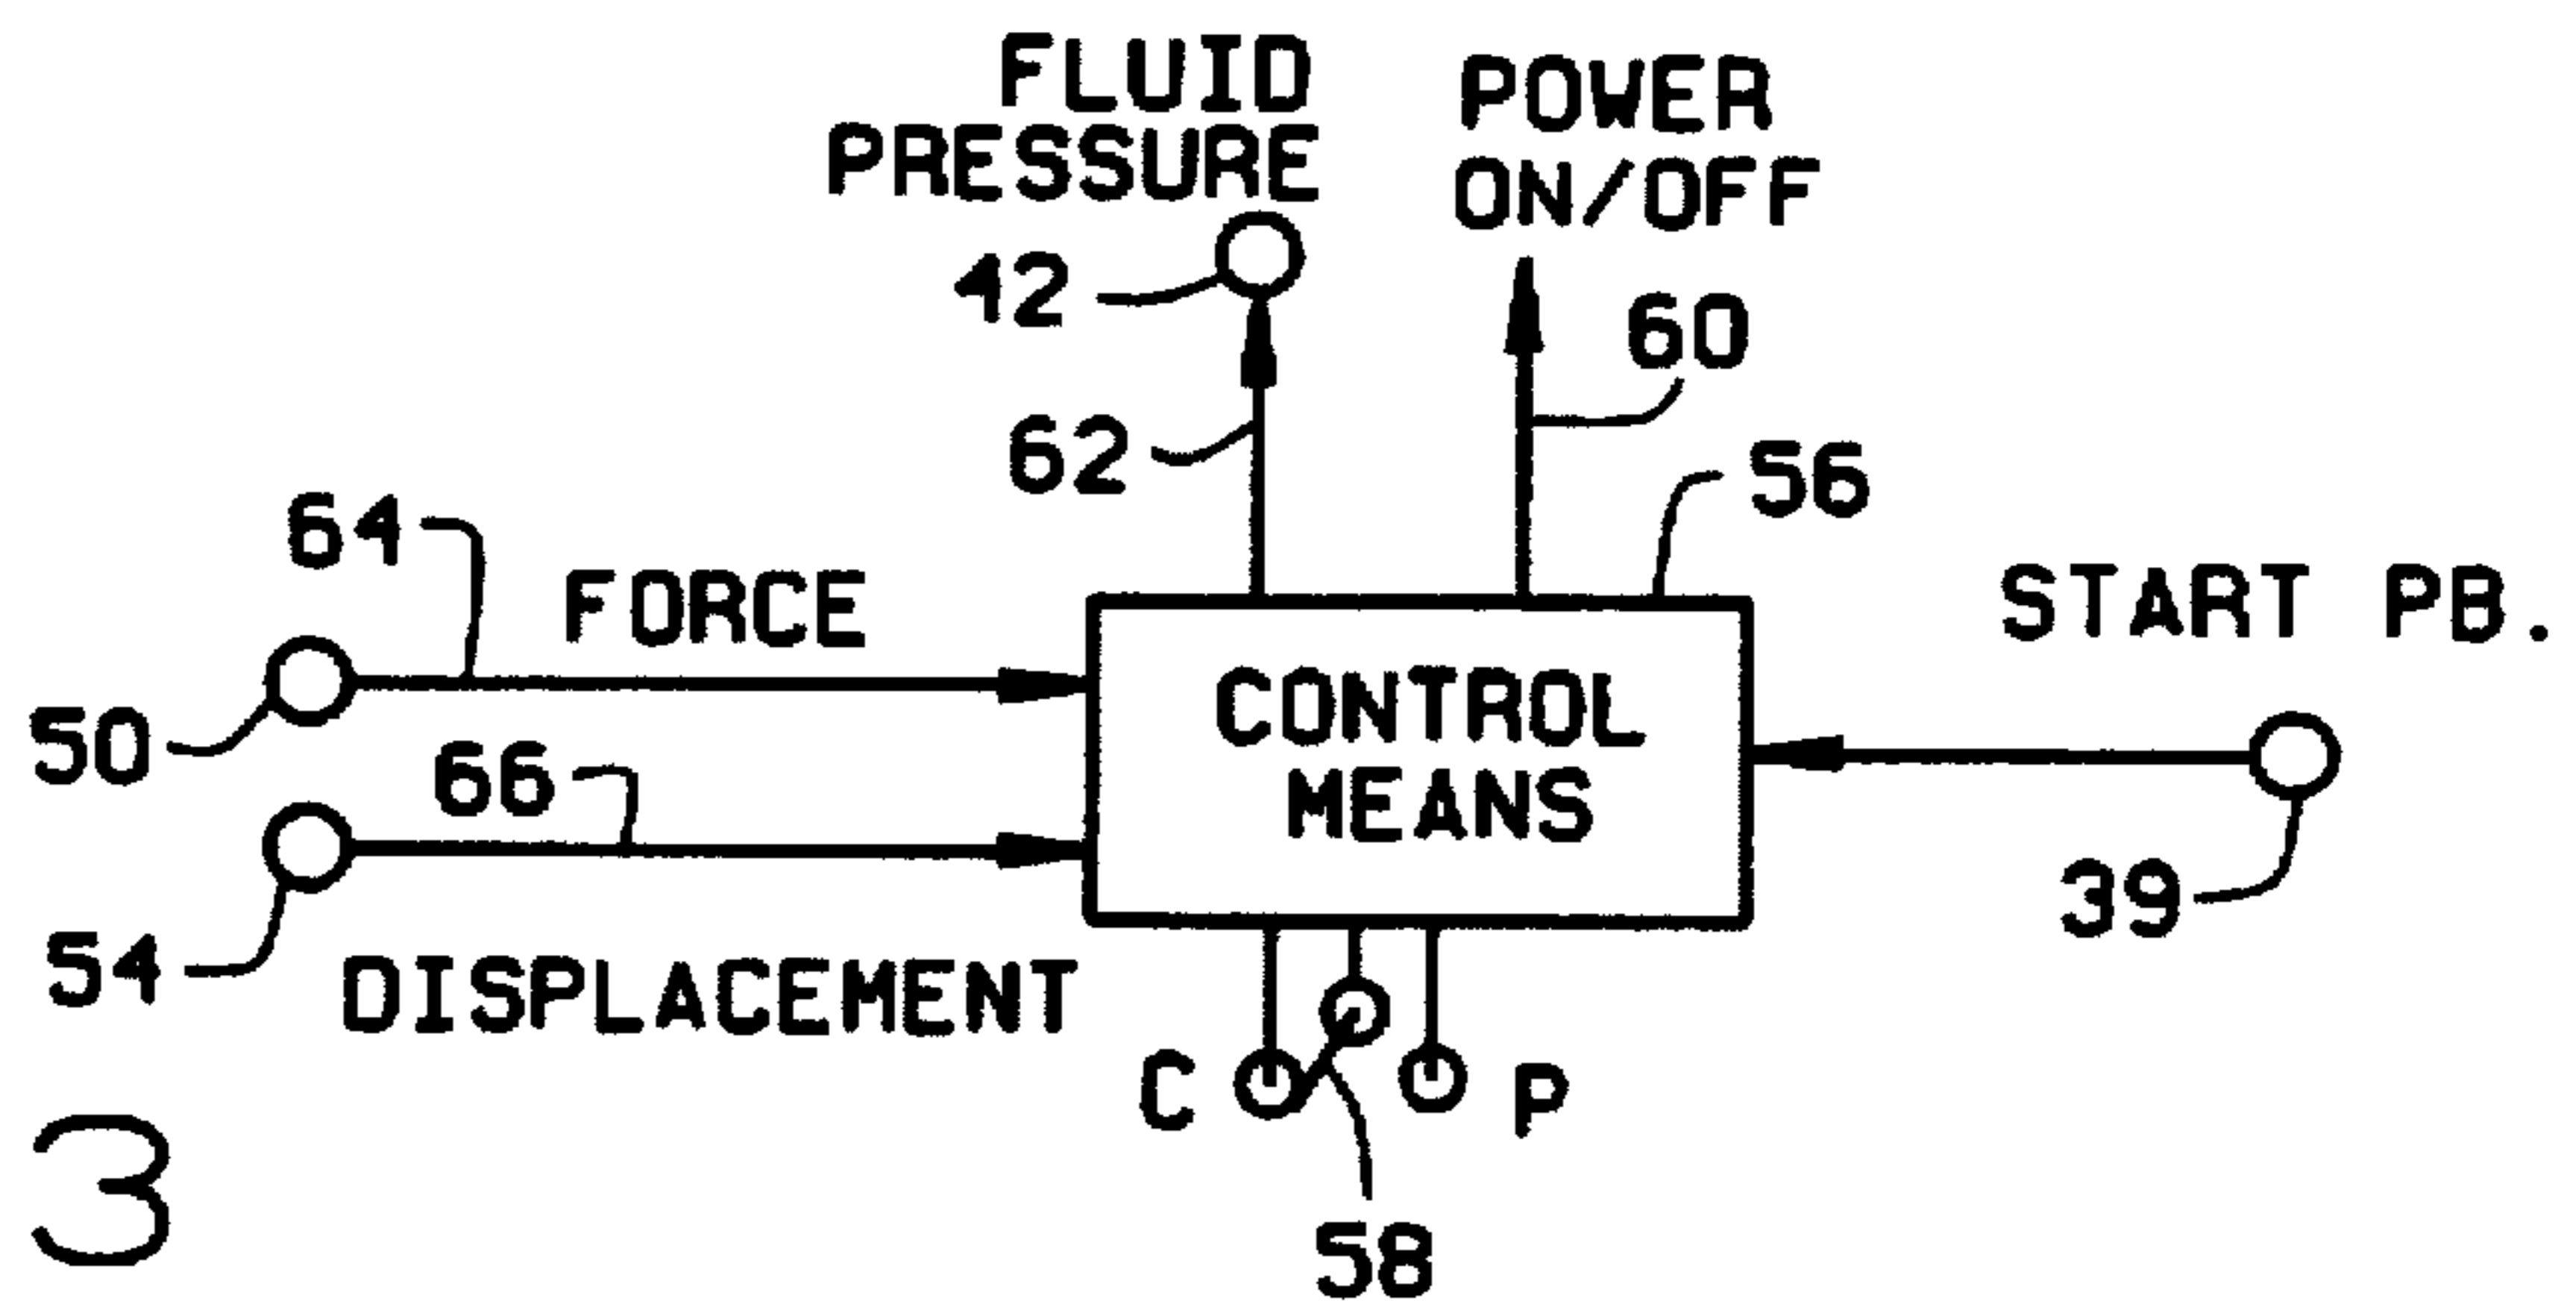 FLUID
PRESSURE
POWER
ON/OFF
42
60
62
56
64
FORCE
START PB.
50
CONTROL
MEANS
66
39
54
DISPLACEMENT
C
P
58
3